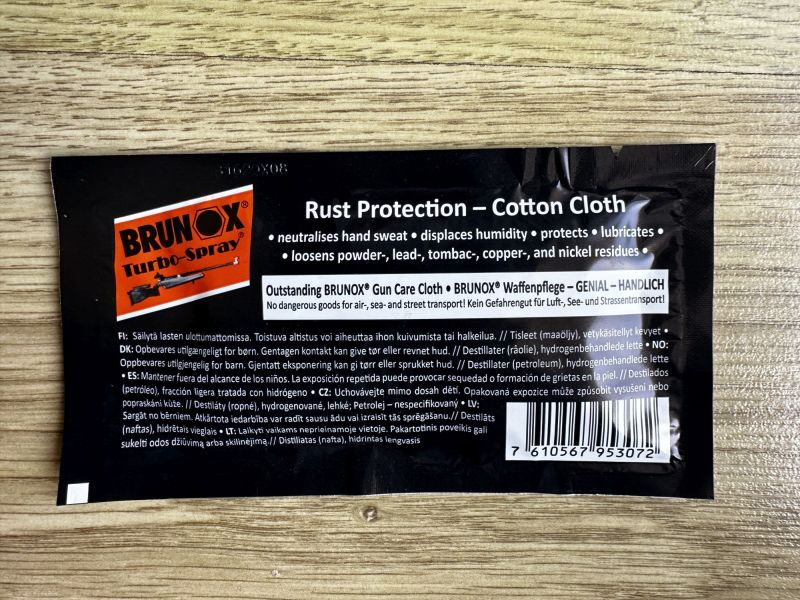 BRUNOX®
Turbo-Spray®
Rust Protection – Cotton Cloth
• neutralises hand sweat • displaces humidity • protects • lubricates •
• loosens powder-, lead-, tombac-, copper-, and nickel residues •
Outstanding BRUNOX® Gun Care Cloth • BRUNOX® Waffenpflege – GENIAL – HANDLICH
No dangerous goods for air-, sea- and street transport! Kein Gefahrengut für Luft-, See- und Strassentransport!
FI: Säilytä lasten ulottumattomissa. Toistuva altistus voi aiheuttaa ihon kuivumista tai halkeilua. // Tisleet (maaöljy), vetykäsitellyt kevyet •
DK: Opbevares utilgængeligt for børn. Gentagen kontakt kan give tør eller revnet hud. // Destillater (råolie), hydrogenbehandlede lette • NO:
Oppbevares utilgjengelig for barn. Gjentatt eksponering kan gi tørr eller sprukket hud. // Destillater (petroleum), hydrogenbehandlede lette
• ES: Mantener fuera del alcance de los niños. La exposición repetida puede provocar sequedad o formación de grietas en la piel. // Destilados
(petróleo), fracción ligera tratada con hidrógeno • CZ: Uchovávejte mimo dosah dětí. Opakovaná expozice může způsobit vysušení nebo
popraskání kůže. // Destiláty (ropné), hydrogenované, lehké; Petrolej – nespecifikovaný • LV:
Sargāt no bērniem. Atkārtota iedarbība var radīt sausu ādu vai izraisīt tās sprēgāšanu.// Destilāts
(naftas), hidrētais vieglais • LT: Laikyti vaikams neprieinamoje vietoje. Pakartotinis poveikis gali
sukelti odos džiūvimą arba skilinėjimą.// Distiliatas (nafta), hidrintas lengvasis
7 610567 953072